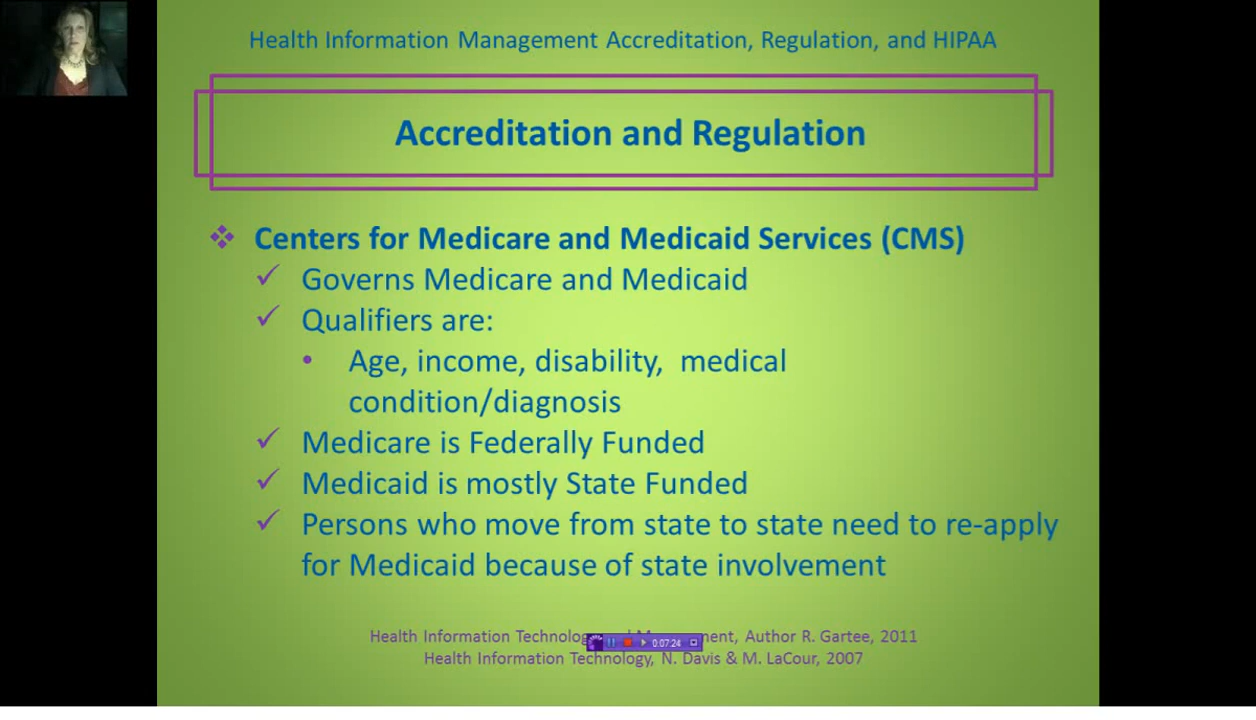 Health Information Management Accreditation, Regulation, and HIPAA
Accreditation and Regulation
Centers for Medicare and Medicaid Services (CMS)
Governs Medicare and Medicaid
Qualifiers are:
Age, income, disability, medical
condition/diagnosis
Medicare is Federally Funded
Medicaid is mostly State Funded
Persons who move from state to state need to re-apply
for Medicaid because of state involvement
Health Information Author R. Gartee, 2011
0:07:24
Health Information Technology, N. Davis & M. LaCour, 2007